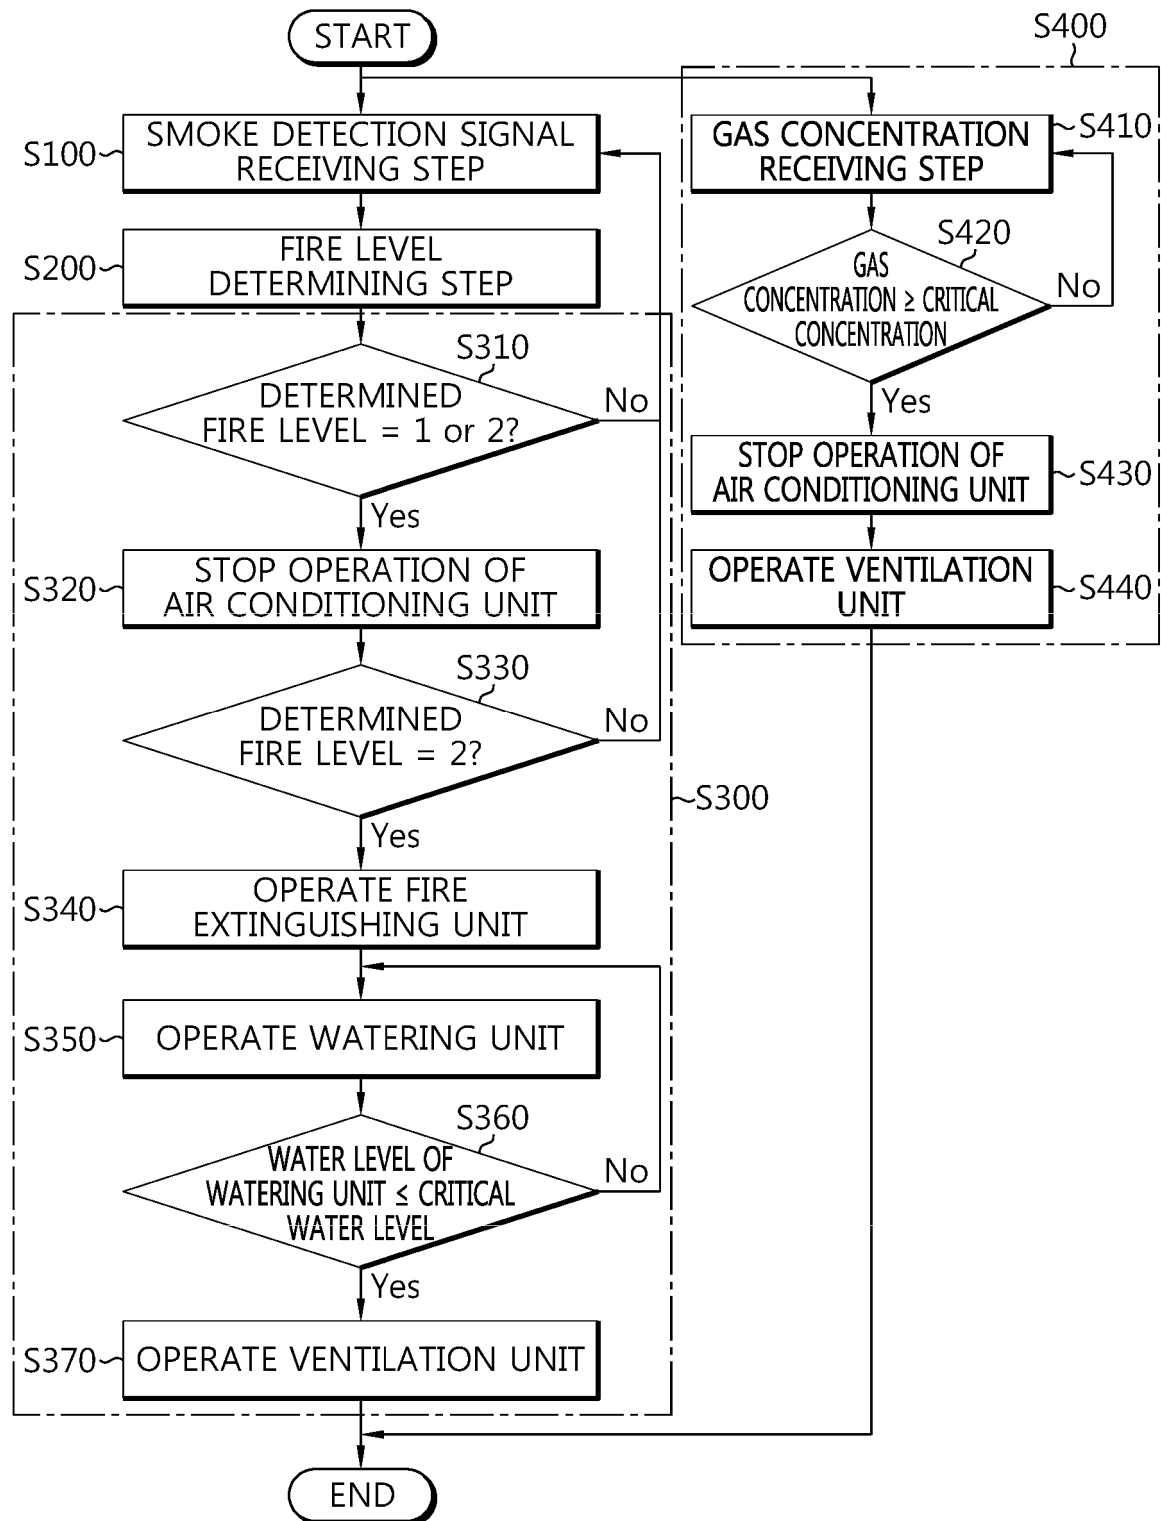 START
S100
SMOKE DETECTION SIGNAL
RECEIVING STEP
S200
FIRE LEVEL
DETERMINING STEP
S310
DETERMINED
FIRE LEVEL = 1 or 2?
No
Yes
S320
STOP OPERATION OF
AIR CONDITIONING UNIT
S330
DETERMINED
FIRE LEVEL = 2?
No
Yes
S300
S340
OPERATE FIRE
EXTINGUISHING UNIT
S350
OPERATE WATERING UNIT
S360
WATER LEVEL OF
WATERING UNIT ≤ CRITICAL
WATER LEVEL
No
Yes
S370
OPERATE VENTILATION UNIT
END
S400
S410
GAS CONCENTRATION
RECEIVING STEP
S420
GAS
CONCENTRATION ≥ CRITICAL
CONCENTRATION
No
Yes
STOP OPERATION OF
AIR CONDITIONING UNIT
S430
OPERATE VENTILATION
UNIT
S440